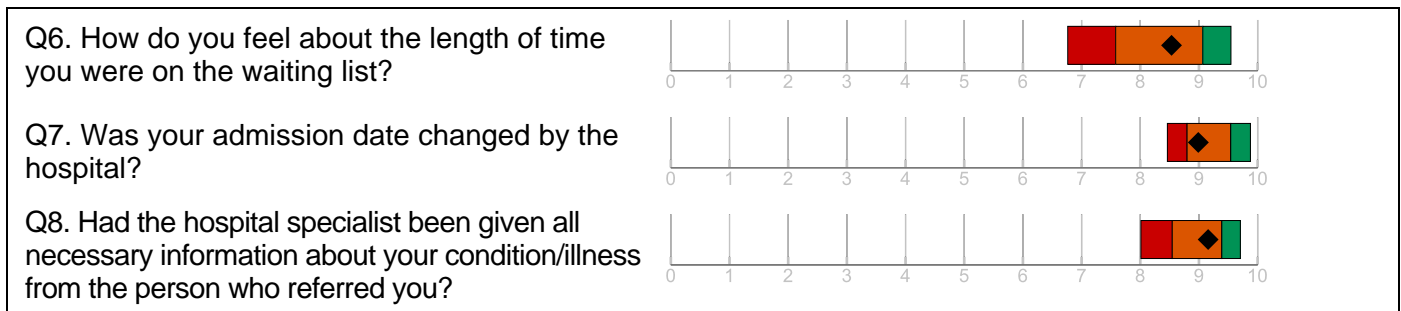 Q6. How do you feel about the length of time
you were on the waiting list?
0 1 2 3 4 5 6 7 8 9 10
Q7. Was your admission date changed by the
hospital?
0 1 2 3 4 5 6 7 8 9 10
Q8. Had the hospital specialist been given all
necessary information about your condition/illness
from the person who referred you?
0 1 2 3 4 5 6 7 8 9 10